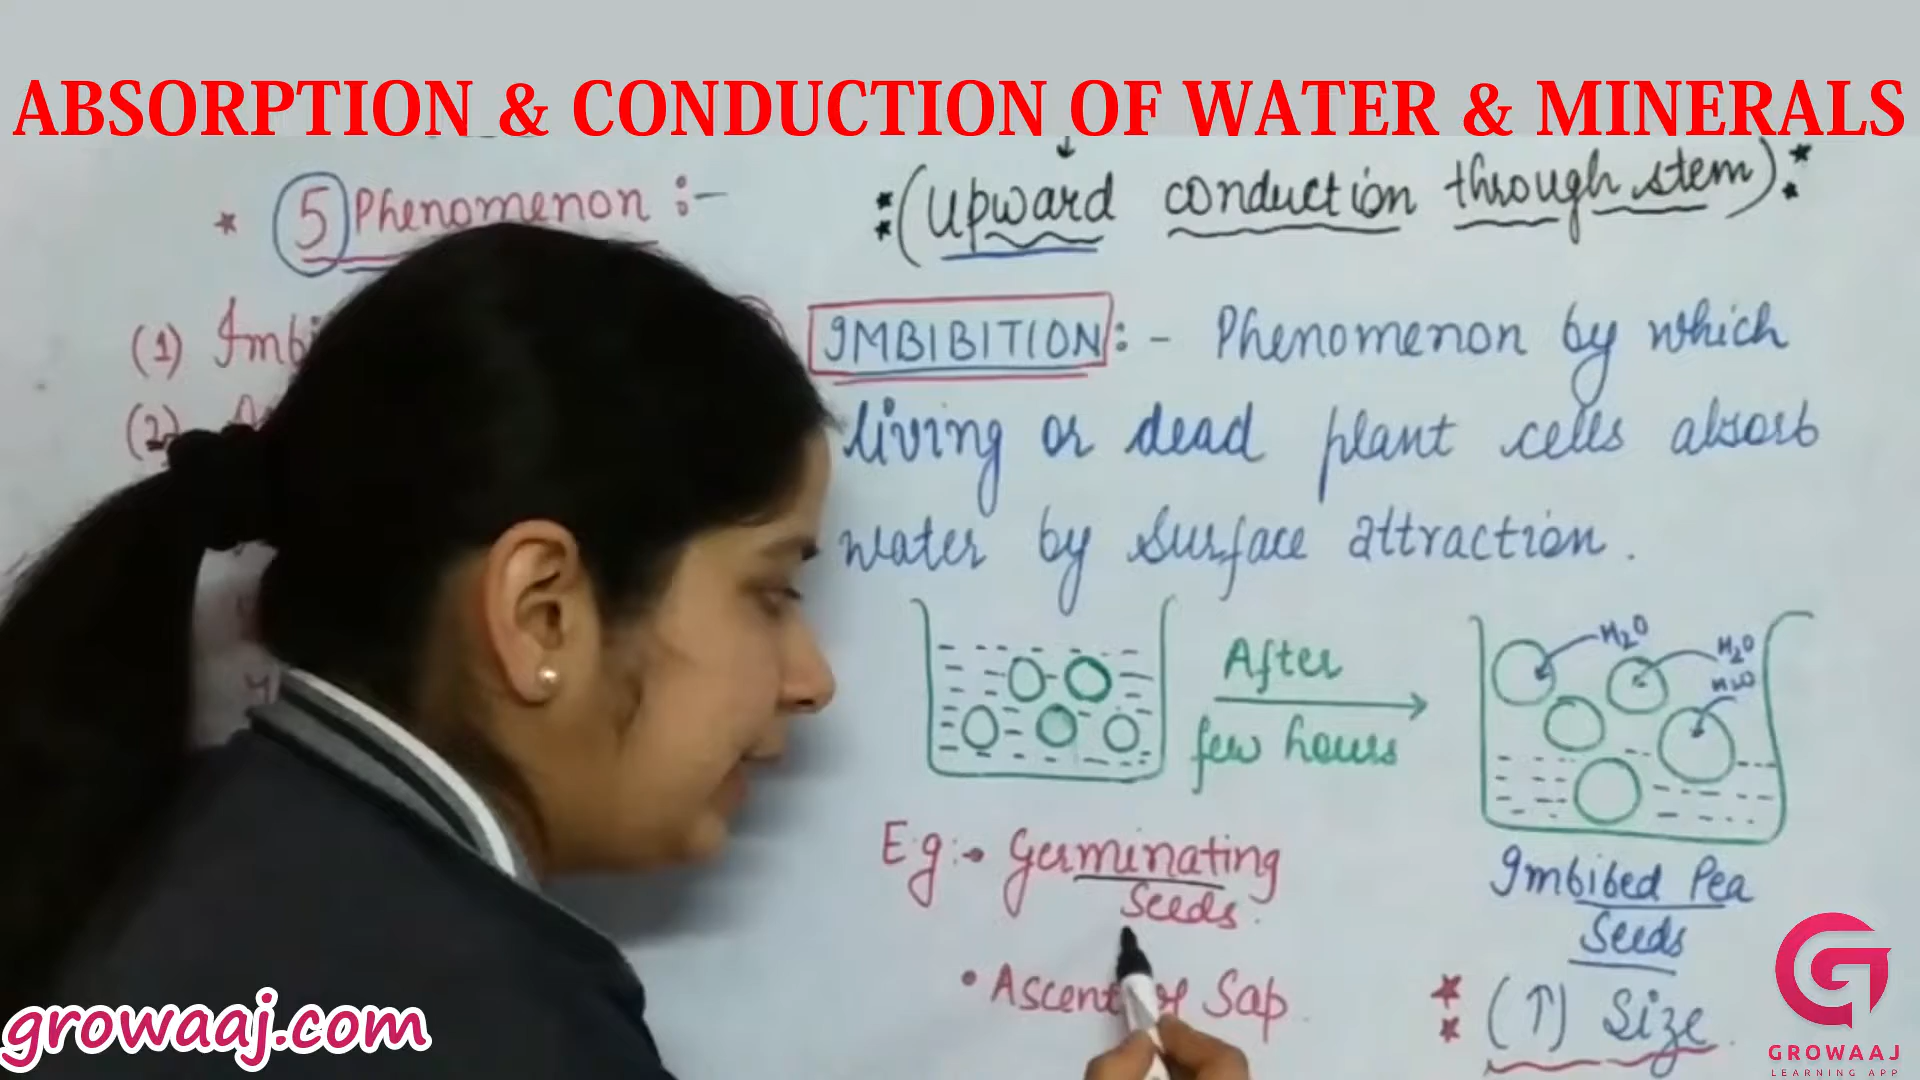 ABSORPTION & CONDUCTION OF WATER & MINERALS
* 5 Phenomenon :-
(Upward conduction through stem)
(1)
(2)
IMBIBITION :- Phenomenon by which
living or dead plant cells absorb
water by surface attraction.
After
few hours
H2O
H2O
H2O
E.g :- Germinating
Seeds.
• Ascent of Sap
Imbibed Pea
Seeds
(↑) Size
growaaj.com
GROWAAJ
LEARNING APP